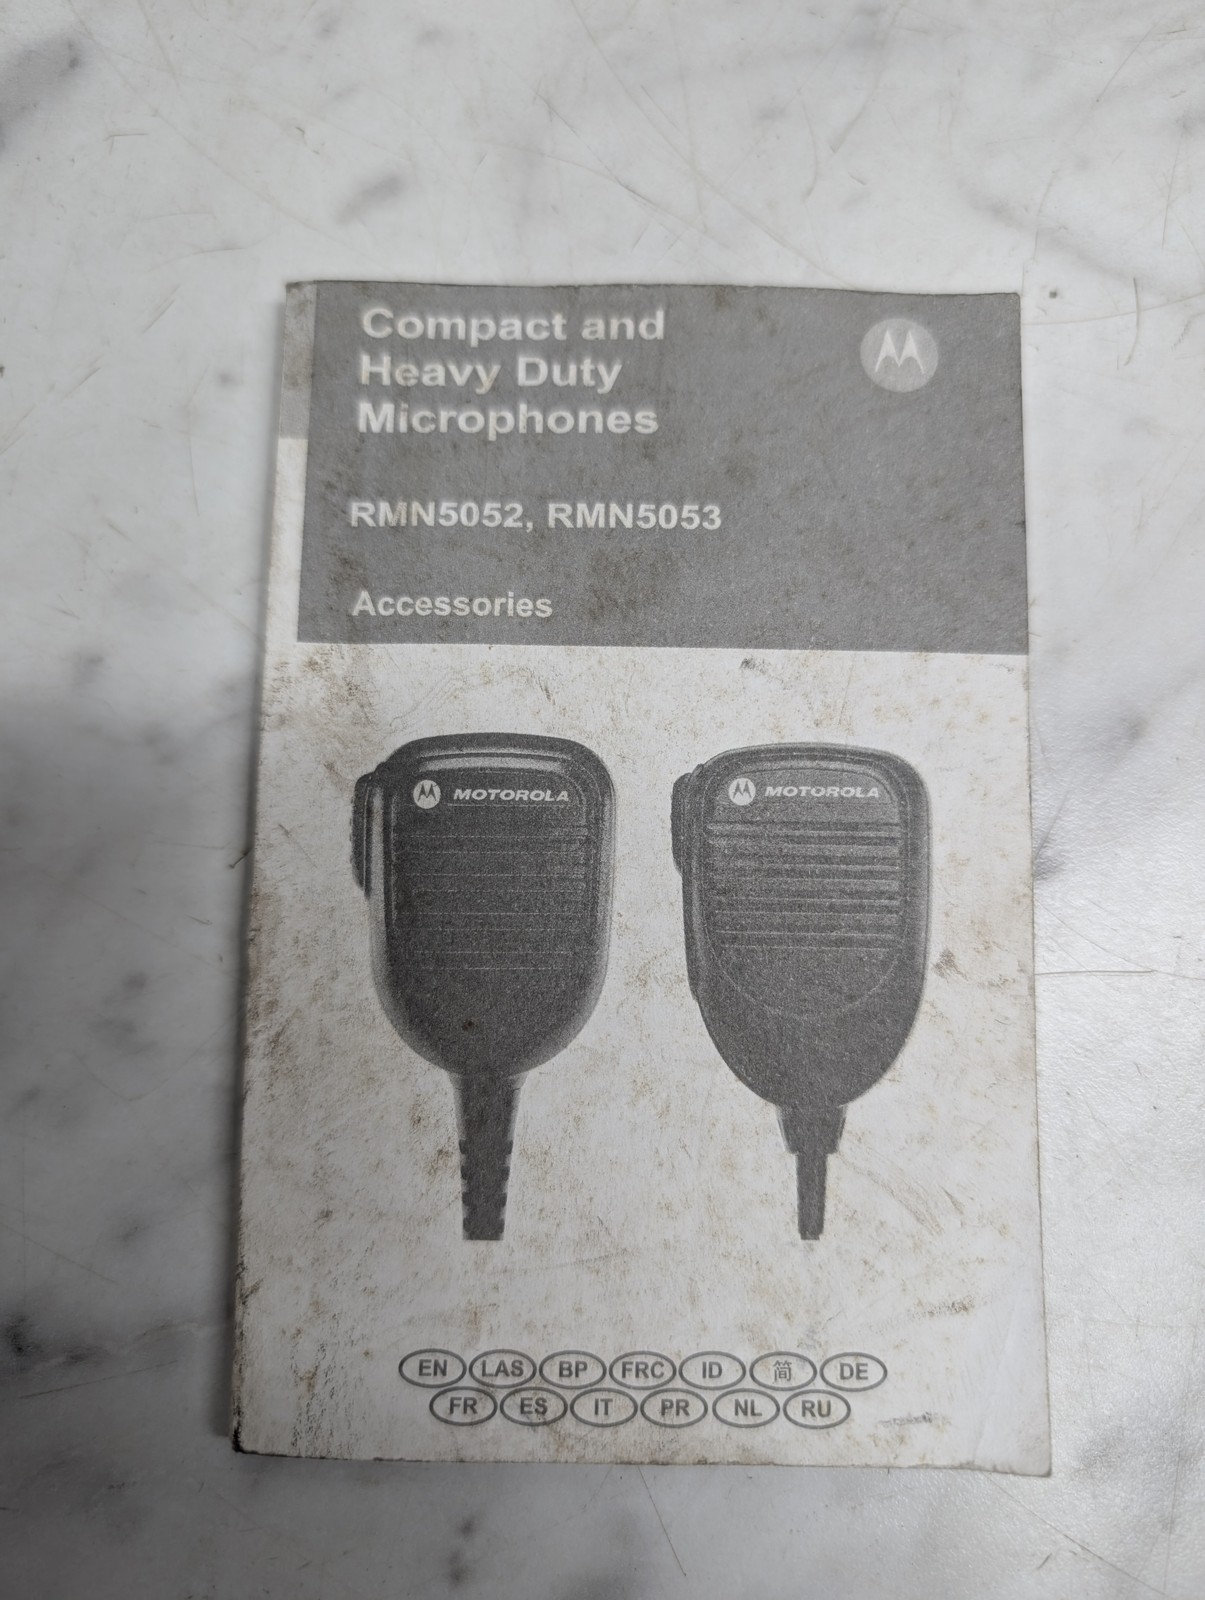 Compact and
Heavy Duty
Microphones
RMN5052, RMN5053
Accessories
MOTOROLA
MOTOROLA
EN LAS BP FRC ID 简 DE
FR ES IT PR NL RU